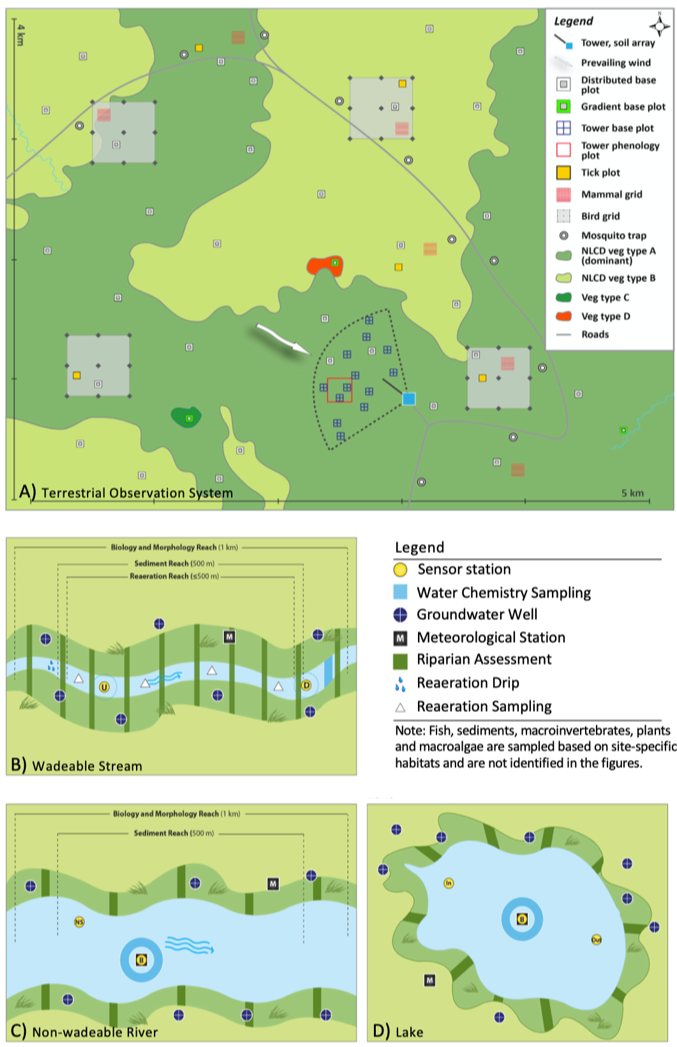 4 km
Legend
N
Tower, soil array
Prevailing wind
Distributed base
plot
Gradient base plot
Tower base plot
Tower phenology
plot
Tick plot
Mammal grid
Bird grid
Mosquito trap
NLCD veg type A
(dominant)
NLCD veg type B
Veg type C
Veg type D
Roads
A) Terrestrial Observation System
5 km
Biology and Morphology Reach (1 km)
Sediment Reach (500 m)
Reaeration Reach (≤500 m)
M
U
D
B) Wadeable Stream
Legend
Sensor station
Water Chemistry Sampling
Groundwater Well
M Meteorological Station
Riparian Assessment
Reaeration Drip
Reaeration Sampling
Note: Fish, sediments, macroinvertebrates, plants
and macroalgae are sampled based on site-specific
habitats and are not identified in the figures.
Biology and Morphology Reach (1 km)
Sediment Reach (500 m)
M
NS
B
C) Non-wadeable River
In
B
Out
M
D) Lake